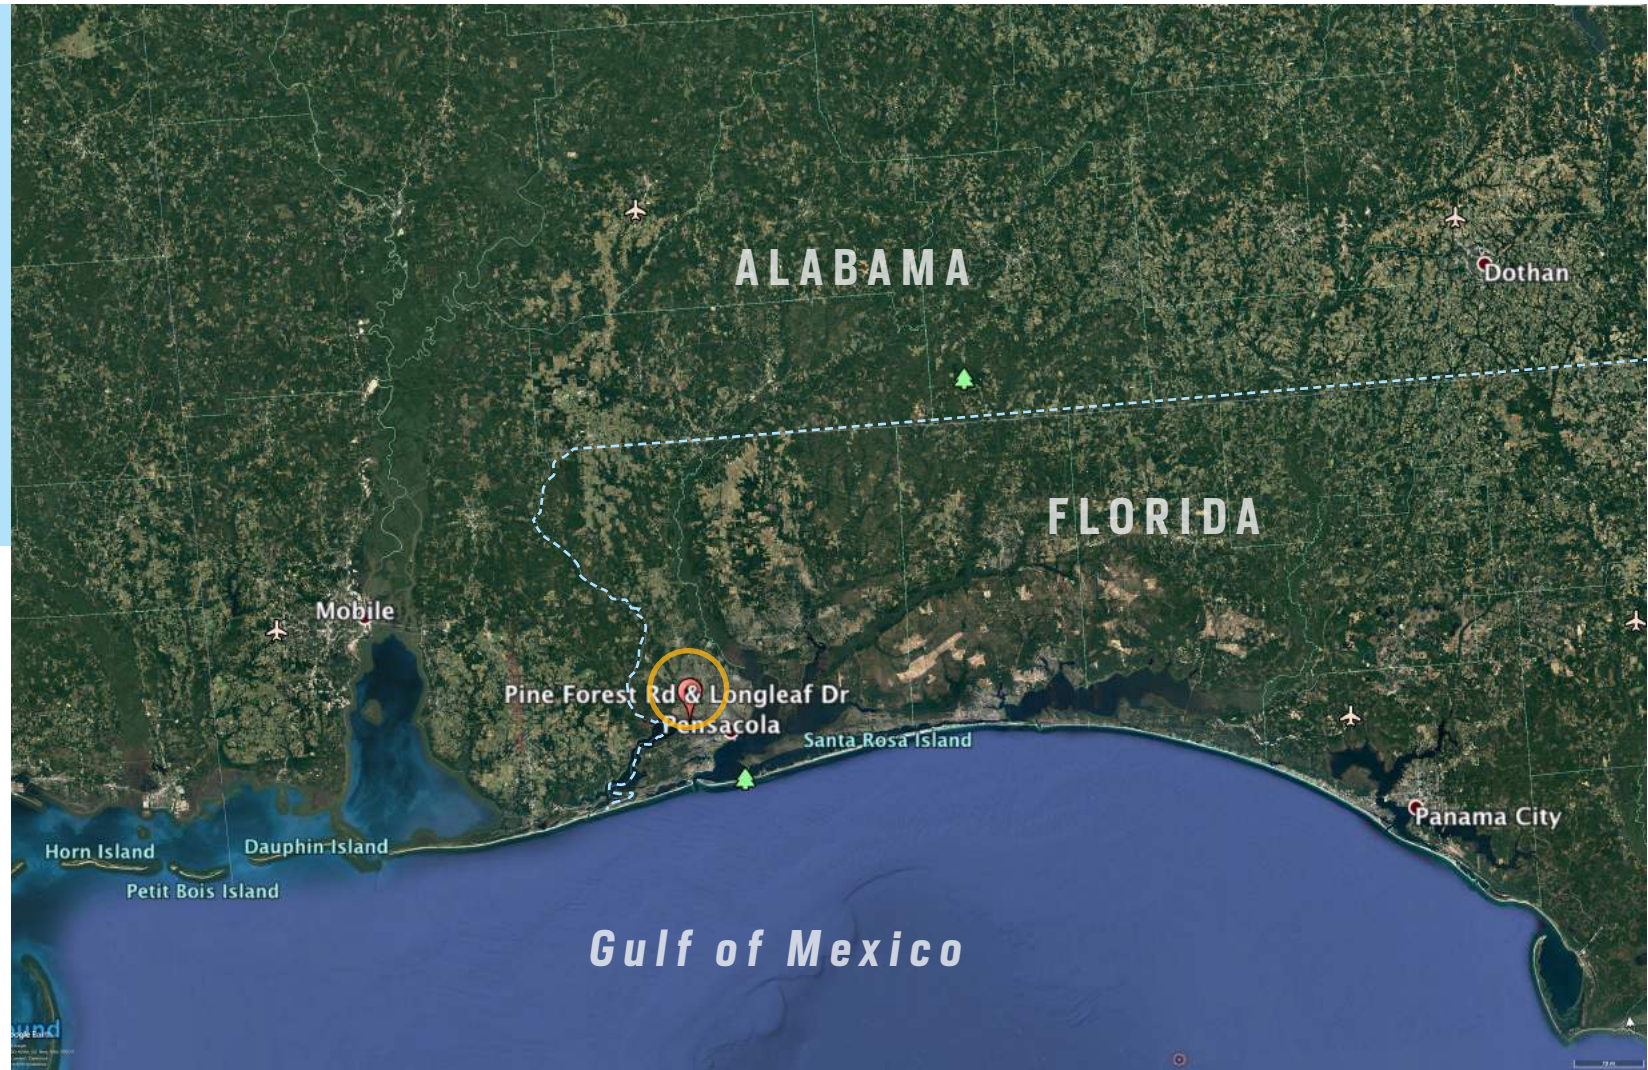 ALABAMA
Dothan
FLORIDA
Mobile
Pine Forest Rd & Longleaf Dr
Pensacola
Santa Rosa Island
Panama City
Horn Island
Dauphin Island
Petit Bois Island
Gulf of Mexico